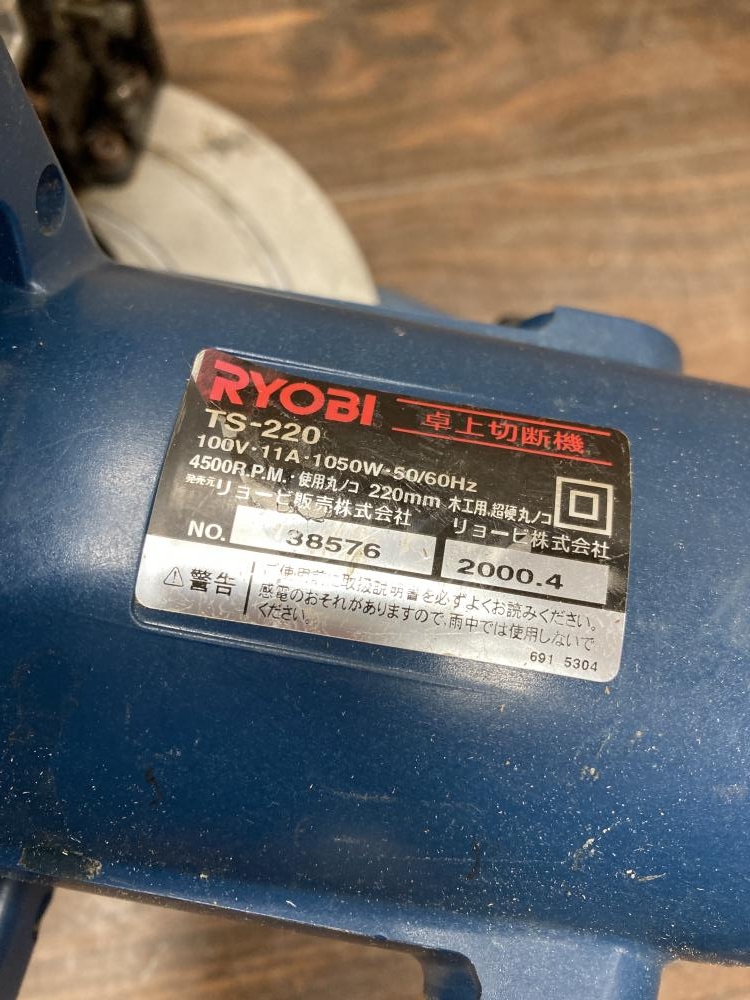 RYOBI 卓上切断機
TS-220
100V・11A・1050W・50/60Hz
4500R.P.M.・使用丸ノコ 220mm 木工用,超硬丸ノコ
発売元リョービ販売株式会社 リョービ株式会社
NO. 38576 2000.4
⚠警告 ご使用前に取扱説明書を必ずよくお読みください。
感電のおそれがありますので、雨中では使用しないで
ください。
691 5304